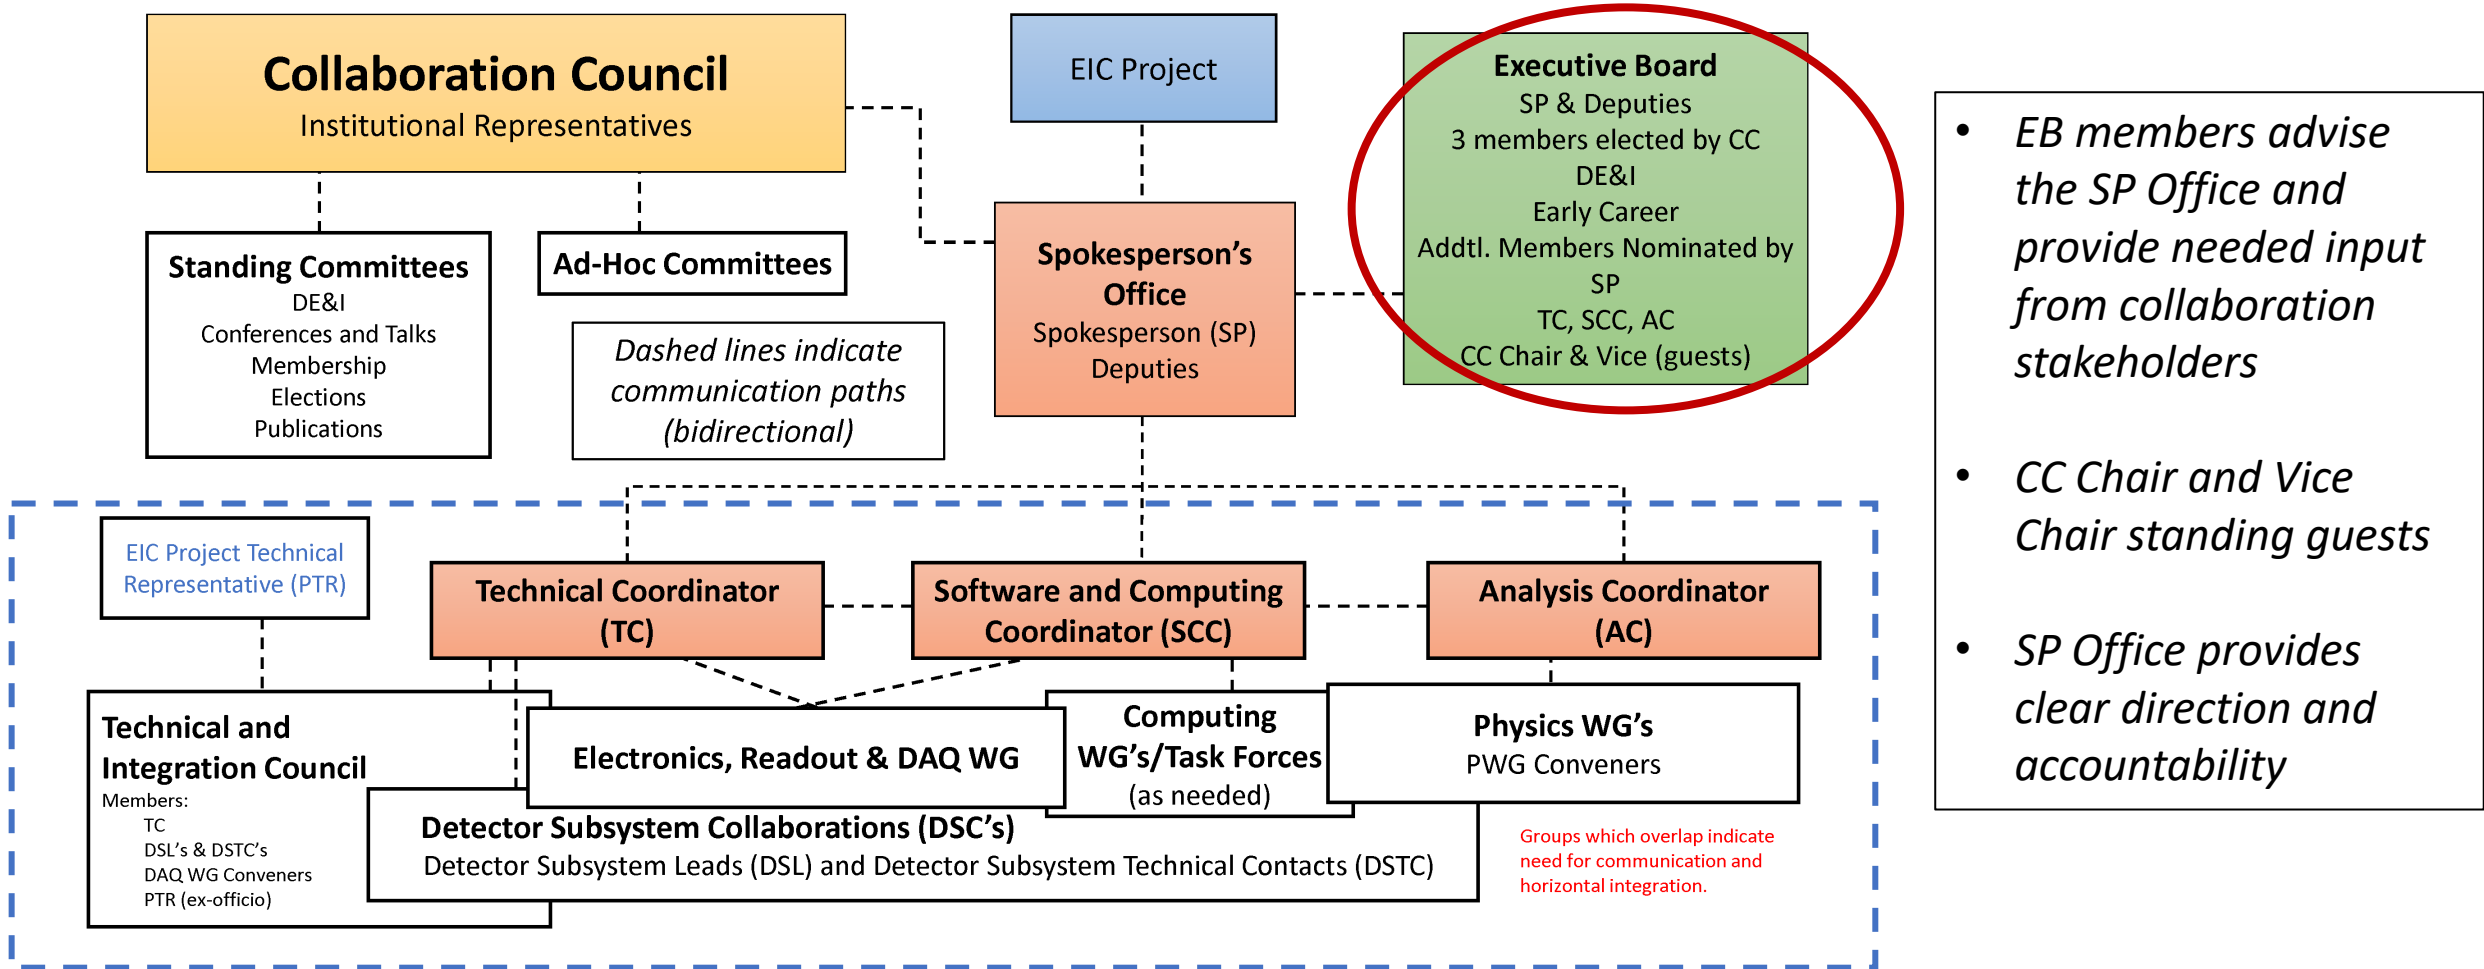 Collaboration Council
Institutional Representatives
EIC Project
Executive Board
SP & Deputies
3 members elected by CC
DE&I
Early Career
Addtl. Members Nominated by
SP
TC, SCC, AC
CC Chair & Vice (guests)
Standing Committees
DE&I
Conferences and Talks
Membership
Elections
Publications
Ad-Hoc Committees
Dashed lines indicate
communication paths
(bidirectional)
Spokesperson’s
Office
Spokesperson (SP)
Deputies
• EB members advise
the SP Office and
provide needed input
from collaboration
stakeholders
• CC Chair and Vice
Chair standing guests
• SP Office provides
clear direction and
accountability
EIC Project Technical
Representative (PTR)
Technical Coordinator
(TC)
Software and Computing
Coordinator (SCC)
Analysis Coordinator
(AC)
Technical and
Integration Council
Members:
TC
DSL’s & DSTC’s
DAQ WG Conveners
PTR (ex-officio)
Electronics, Readout & DAQ WG
Computing
WG’s/Task Forces
(as needed)
Physics WG’s
PWG Conveners
Detector Subsystem Collaborations (DSC’s)
Detector Subsystem Leads (DSL) and Detector Subsystem Technical Contacts (DSTC)
Groups which overlap indicate
need for communication and
horizontal integration.